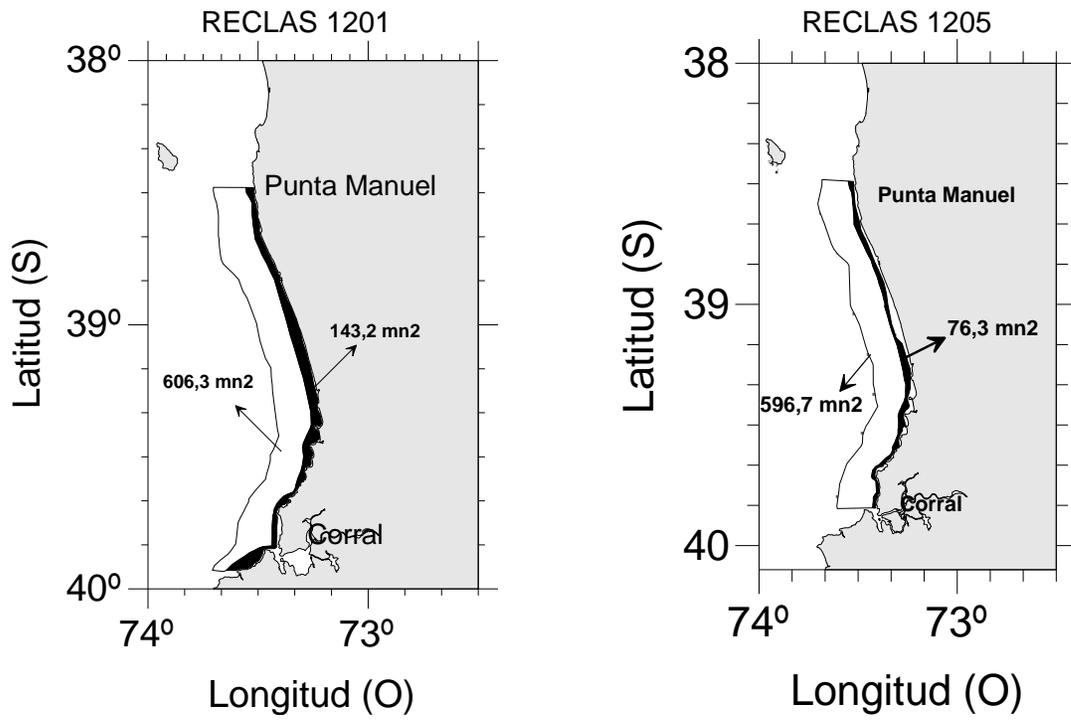 RECLAS 1201
38º
Punta Manuel
Latitud (S)
39º
143,2 mn2
606,3 mn2
Corral
40º
74º
73º
Longitud (O)
RECLAS 1205
38
Punta Manuel
Latitud (S)
39
76,3 mn2
596,7 mn2
Corral
40
74º
73º
Longitud (O)